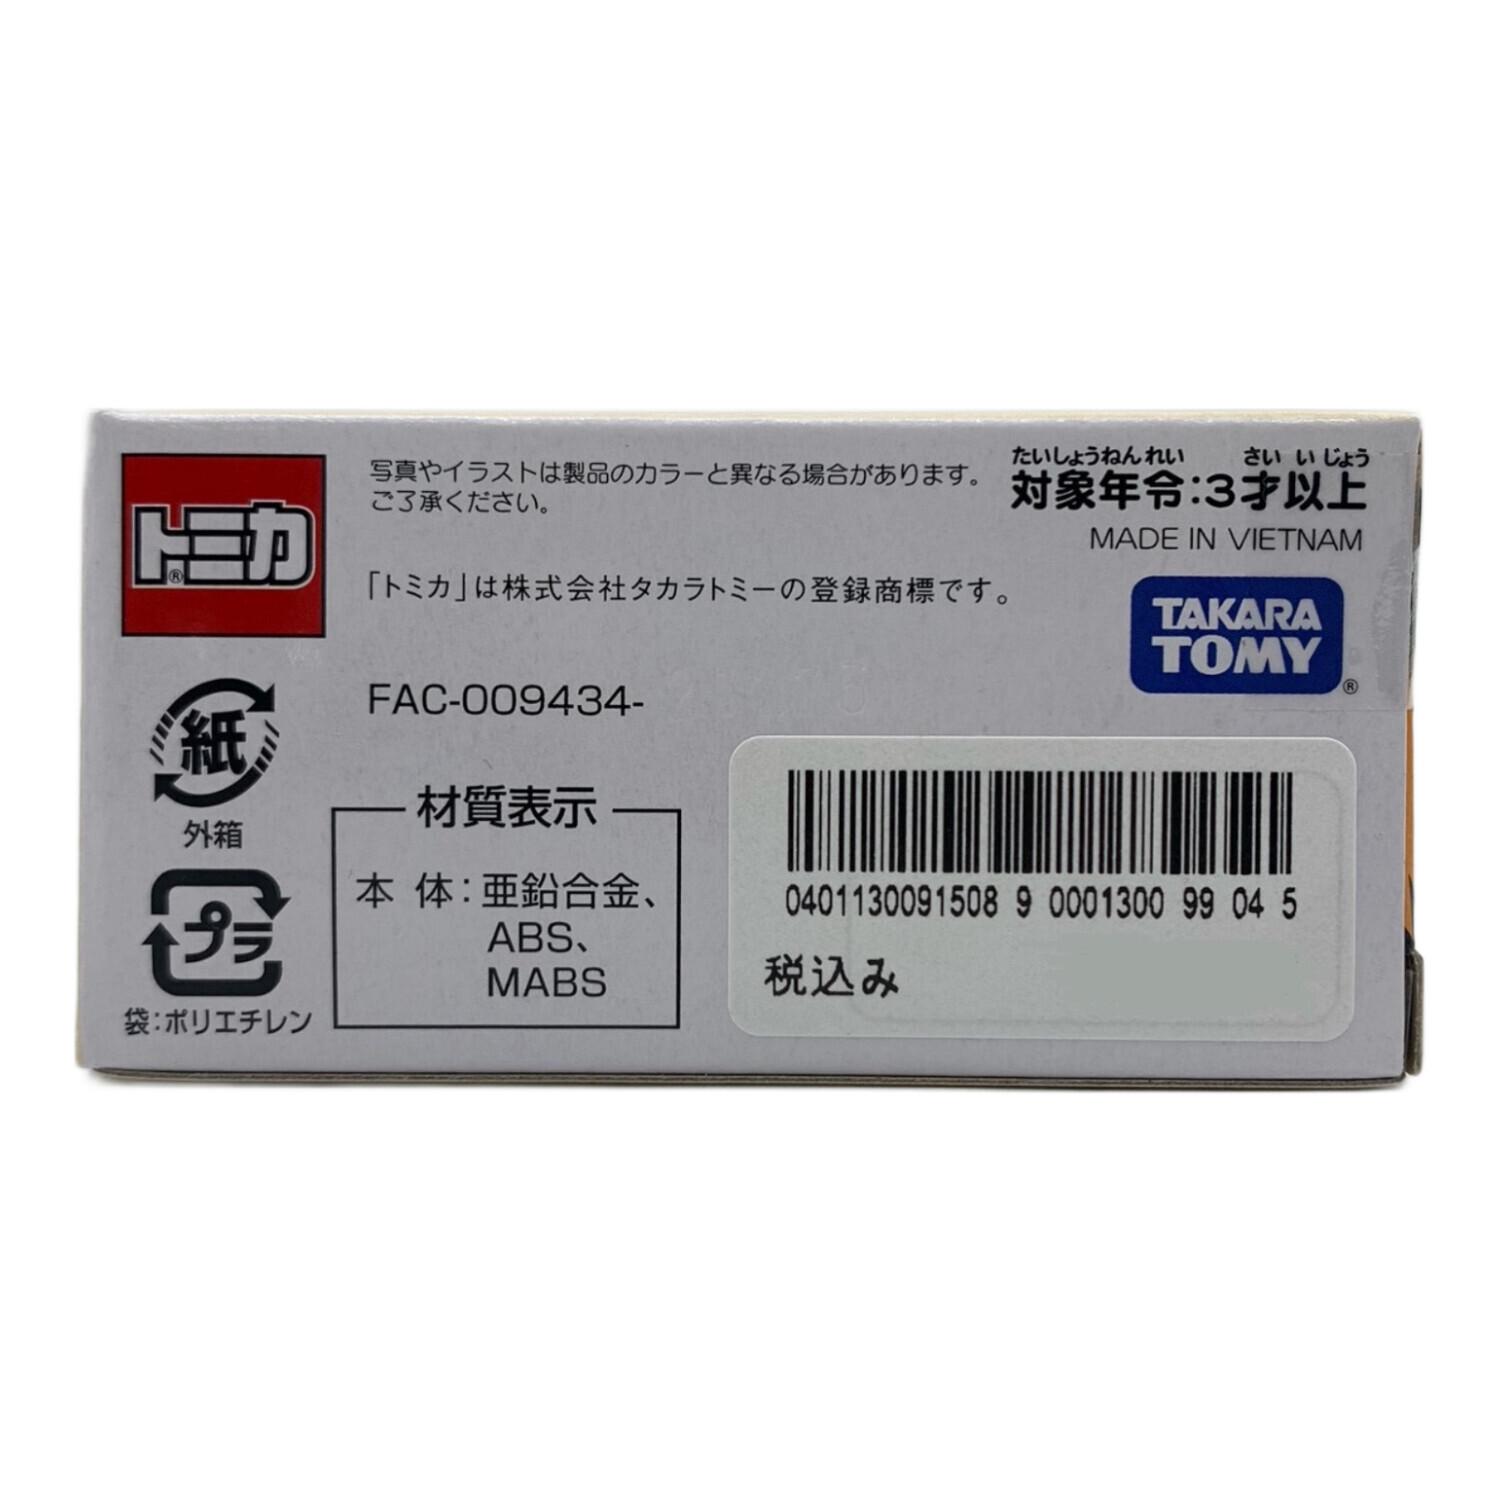 トミカ®
写真やイラストは製品のカラーと異なる場合があります。
ご了承ください。
たいしょうねんれい さい いじょう
対象年令:3才以上
MADE IN VIETNAM
「トミカ」は株式会社タカラトミーの登録商標です。
TAKARA
TOMY®
FAC-009434-
紙
外箱
プラ
袋:ポリエチレン
材質表示
本 体:亜鉛合金、
ABS、
MABS
0401130091508 9 0001300 99 04 5
税込み